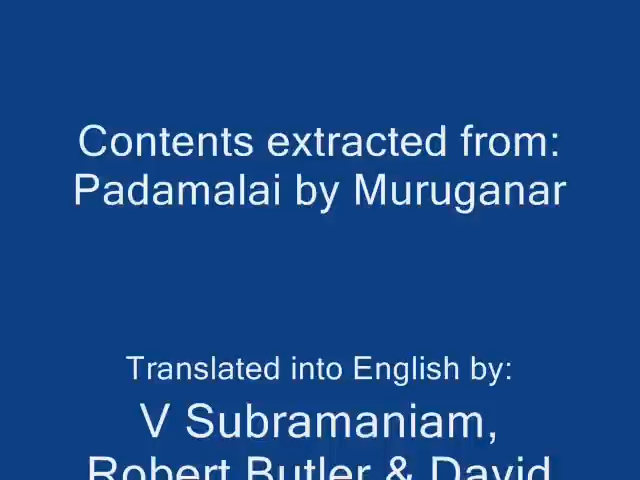 Contents extracted from:
Padamalai by Muruganar
Translated into English by:
V Subramaniam,
Robert Butler & David